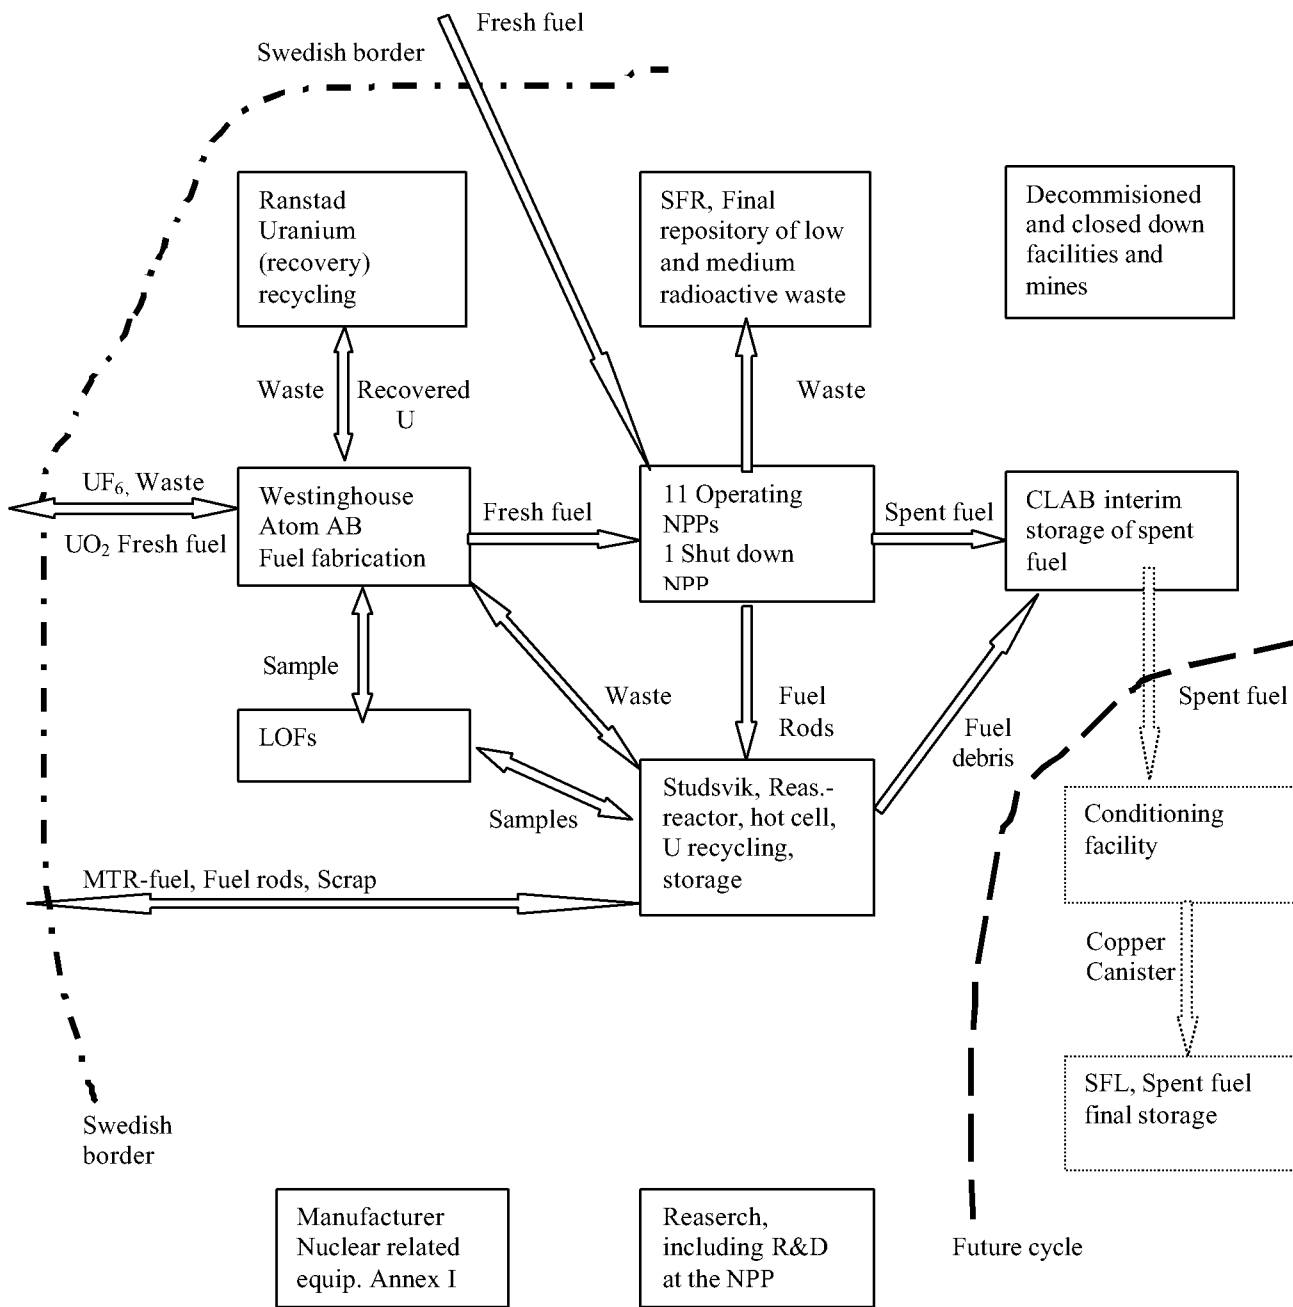 Fresh fuel
Swedish border
Ranstad
Uranium
(recovery)
recycling
SFR, Final
repository of low
and medium
radioactive waste
Decommisioned
and closed down
facilities and
mines
Waste
Recovered
U
Waste
UF₆, Waste
UO₂ Fresh fuel
Westinghouse
Atom AB
Fuel fabrication
Fresh fuel
11 Operating
NPPs
1 Shut down
NPP
Spent fuel
CLAB interim
storage of spent
fuel
Sample
Waste
Fuel
Rods
Fuel
debris
Spent fuel
LOFs
Samples
Studsvik, Reas.-
reactor, hot cell,
U recycling,
storage
Conditioning
facility
MTR-fuel, Fuel rods, Scrap
Copper
Canister
SFL, Spent fuel
final storage
Swedish
border
Manufacturer
Nuclear related
equip. Annex I
Reaserch,
including R&D
at the NPP
Future cycle